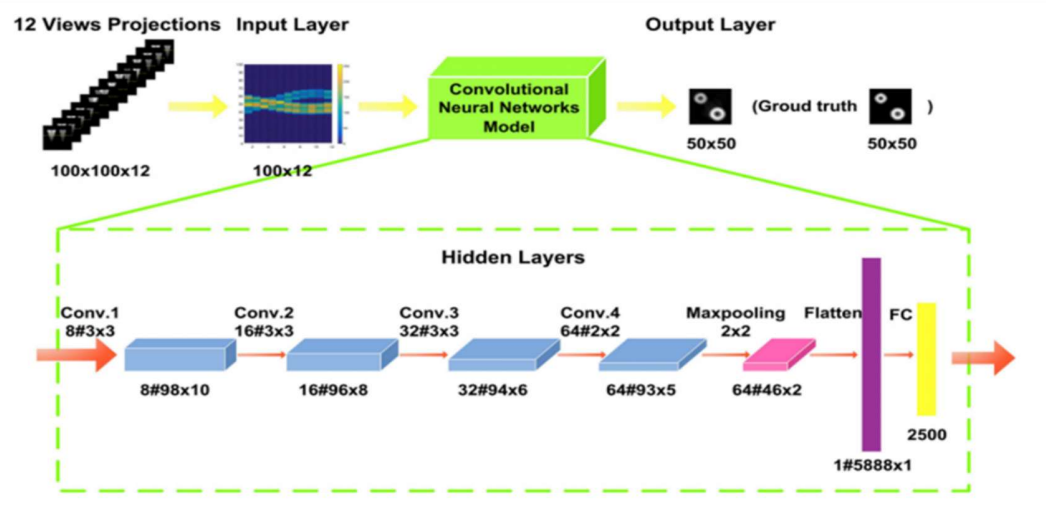 12 Views Projections
Input Layer
Output Layer
Convolutional
Neural Networks
Model
(Groud truth
)
100x100x12
100x12
50x50
50x50
Hidden Layers
Conv.1
8#3x3
Conv.2
16#3x3
Conv.3
32#3x3
Conv.4
64#2x2
Maxpooling
2x2
Flatten
FC
8#98x10
16#96x8
32#94x6
64#93x5
64#46x2
1#5888x1
2500